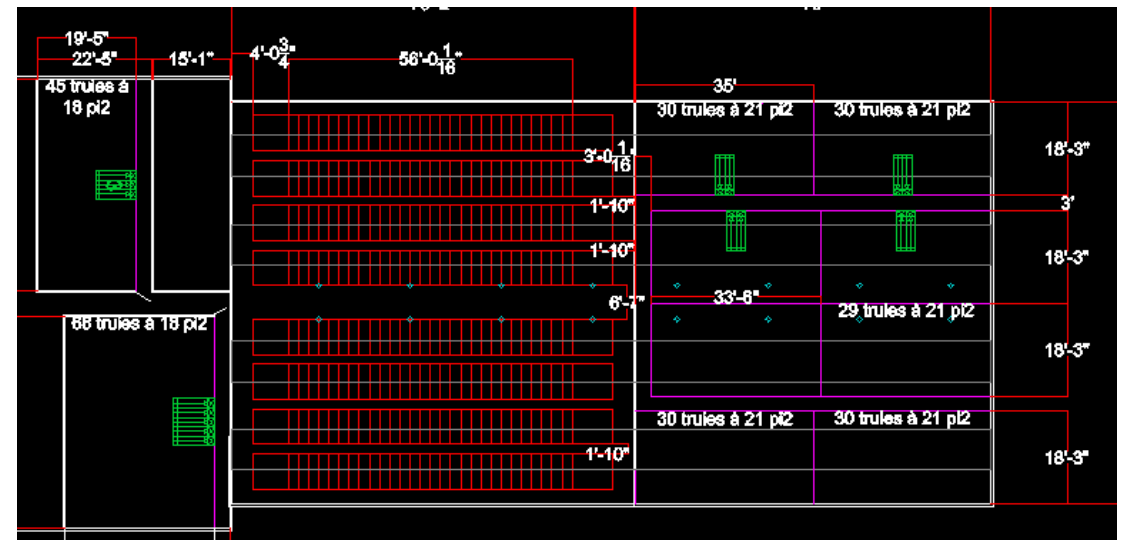 19'-5"
22'-5"
15'-1"
4'-0 3/4"
56'-0 1/16"
35'
45 truies à
18 pi2
30 truies à 21 pi2
30 truies à 21 pi2
3'-0 1/16"
18'-3"
1'-10"
3'
1'-10"
18'-3"
6'-7"
33'-6"
29 truies à 21 pi2
68 truies à 18 pi2
18'-3"
30 truies à 21 pi2
30 truies à 21 pi2
1'-10"
18'-3"